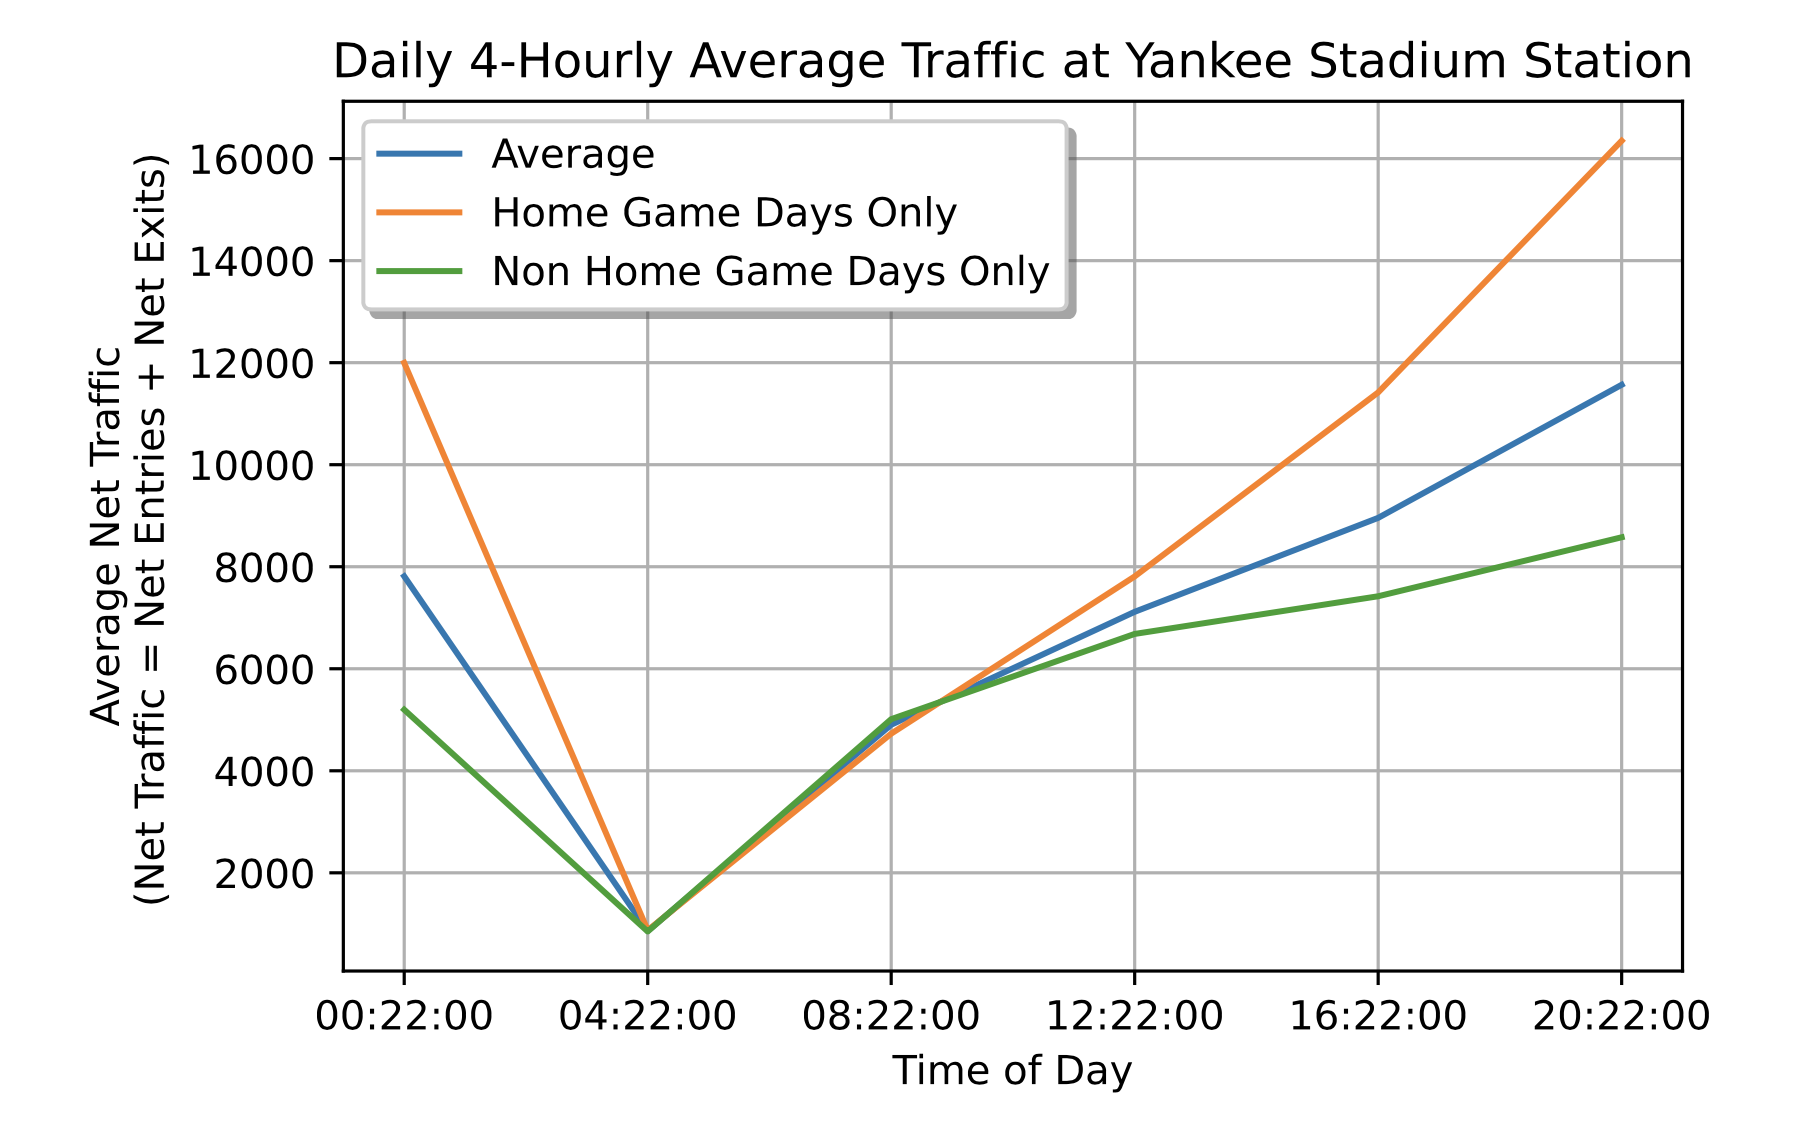 Daily 4-Hourly Average Traffic at Yankee Stadium Station
Average
Home Game Days Only
Non Home Game Days Only
Average Net Traffic
(Net Traffic = Net Entries + Net Exits)
16000
14000
12000
10000
8000
6000
4000
2000
00:22:00 04:22:00 08:22:00 12:22:00 16:22:00 20:22:00
Time of Day